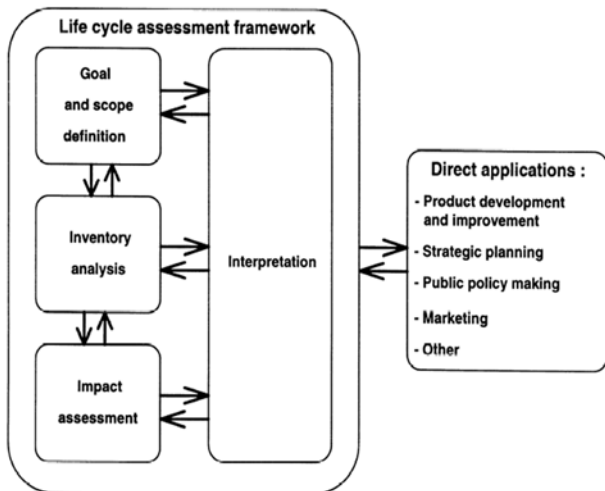 Life cycle assessment framework
Goal
and scope
definition
Inventory
analysis
Impact
assessment
Interpretation
Direct applications :
- Product development
and improvement
- Strategic planning
- Public policy making
- Marketing
- Other